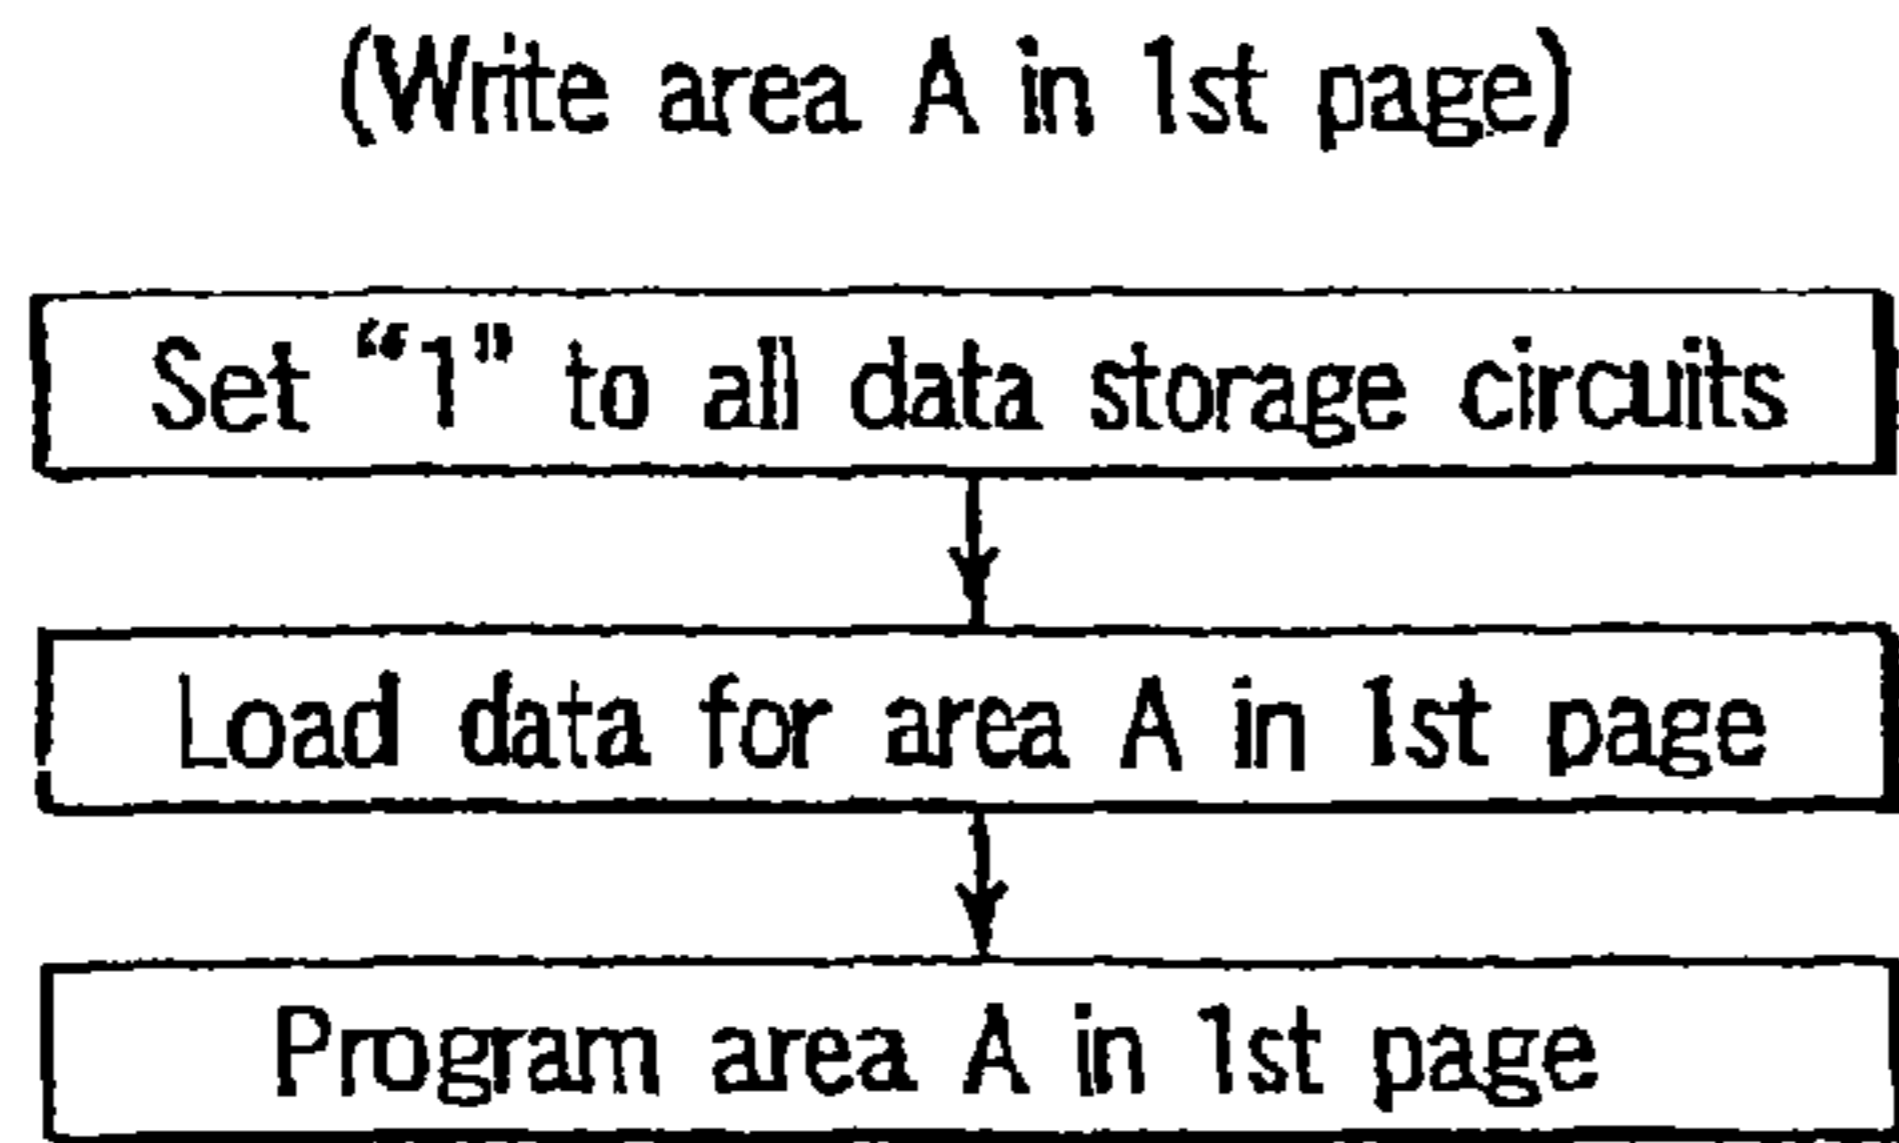 (Write area A in 1st page)
Set “1” to all data storage circuits
Load data for area A in 1st page
Program area A in 1st page